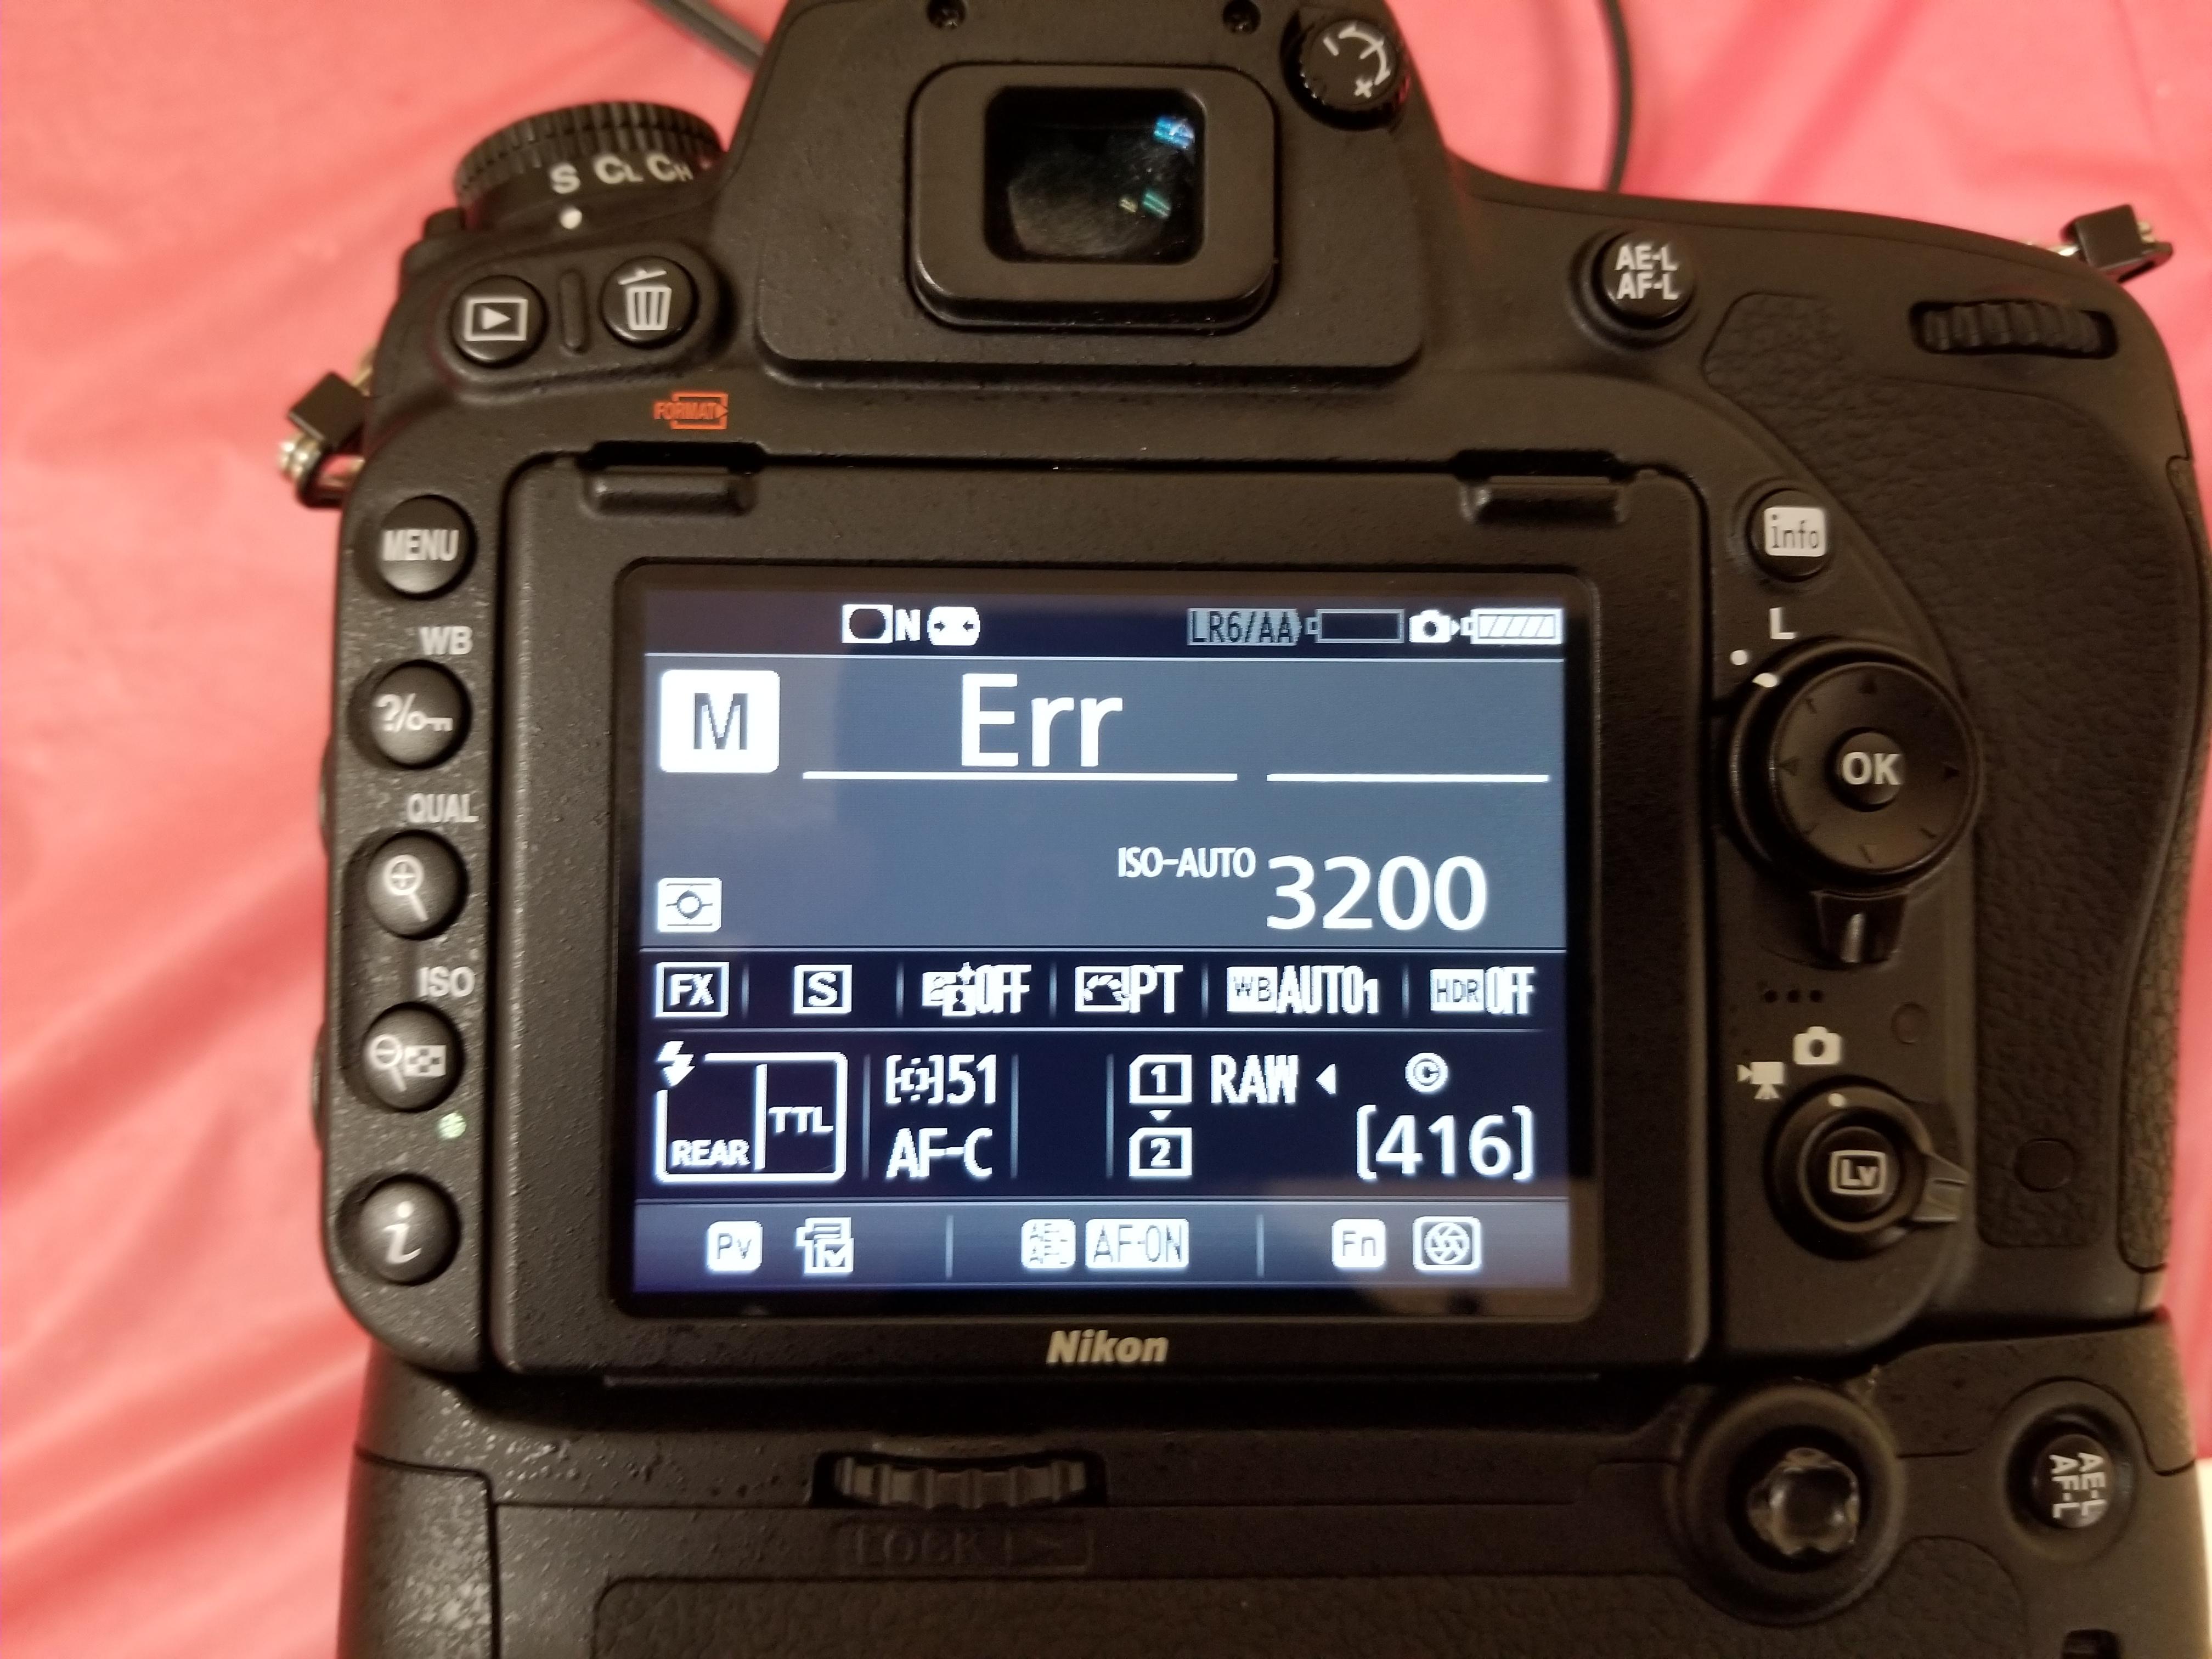 S CL CH
AE-L
AF-L
FORMAT
MENU
info
WB
L
?/
QUAL
ISO
OK
i
Lv
N LR6/AA
M Err
ISO-AUTO 3200
FX S OFF PT WB AUTO1 HDR OFF
REAR TTL
[ ]51
AF-C
1 RAW ©
2 [416]
Pv AF-ON Fn
Nikon
LOCK
AE-L
AF-L